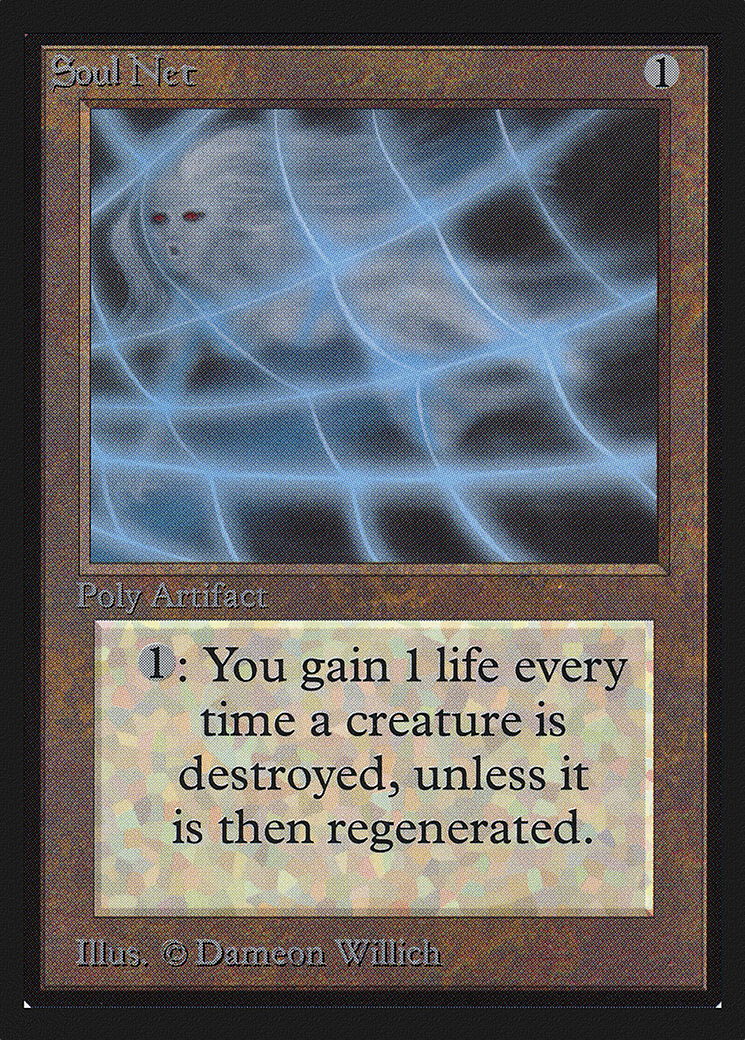 Soul Net 1
Poly Artifact
1: You gain 1 life every
time a creature is
destroyed, unless it
is then regenerated.
Illus. © Dameon Willich